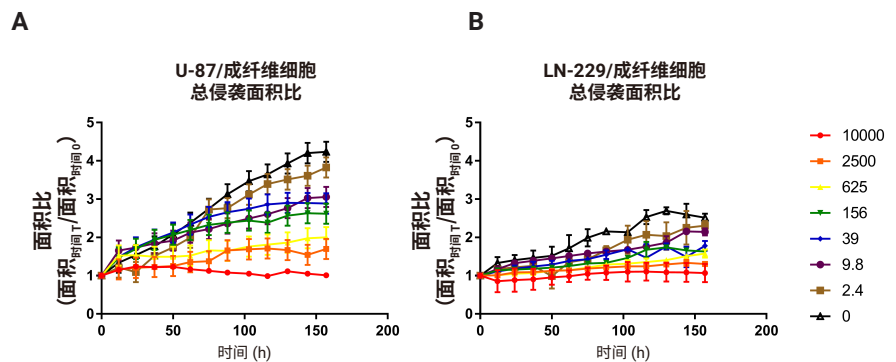 A
B
U-87/成纤维细胞
总侵袭面积比
LN-229/成纤维细胞
总侵袭面积比
面积比
(面积时间 T/面积时间 0)
5
4
3
2
1
0
0
50
100
150
200
时间 (h)
面积比
(面积时间 T/面积时间 0)
5
4
3
2
1
0
0
50
100
150
200
时间 (h)
10000
2500
625
156
39
9.8
2.4
0